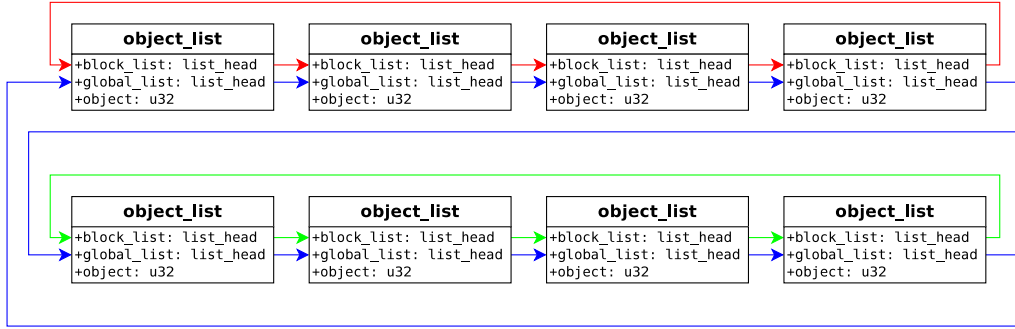 object_list
+block_list: list_head
+global_list: list_head
+object: u32
object_list
+block_list: list_head
+global_list: list_head
+object: u32
object_list
+block_list: list_head
+global_list: list_head
+object: u32
object_list
+block_list: list_head
+global_list: list_head
+object: u32
object_list
+block_list: list_head
+global_list: list_head
+object: u32
object_list
+block_list: list_head
+global_list: list_head
+object: u32
object_list
+block_list: list_head
+global_list: list_head
+object: u32
object_list
+block_list: list_head
+global_list: list_head
+object: u32